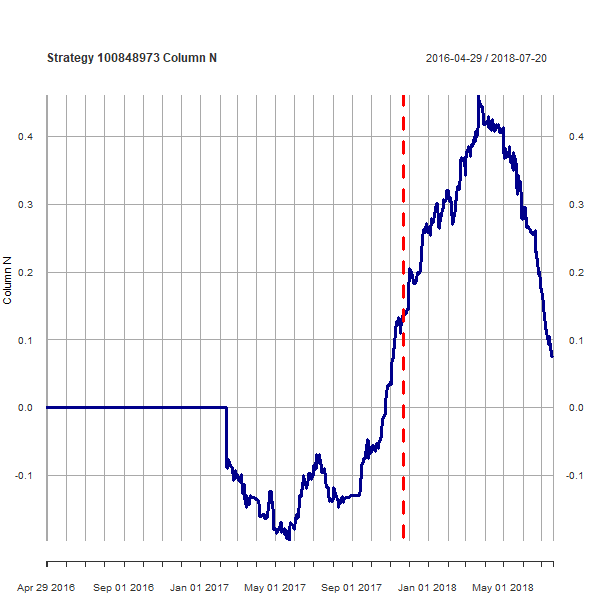 Strategy 100848973 Column N
2016-04-29 / 2018-07-20
Column N
0.4
0.3
0.2
0.1
0.0
-0.1
0.4
0.3
0.2
0.1
0.0
-0.1
Apr 29 2016
Sep 01 2016
Jan 01 2017
May 01 2017
Sep 01 2017
Jan 01 2018
May 01 2018